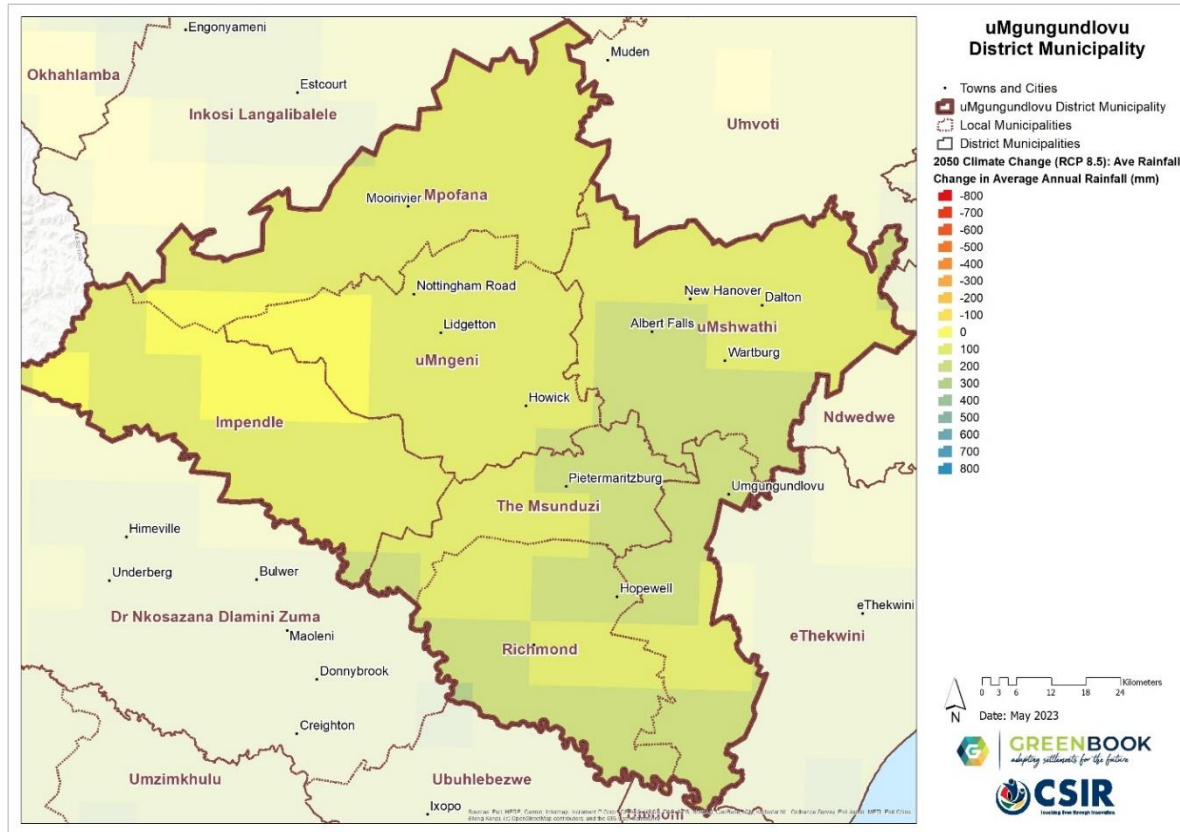 uMgungundlovu
District Municipality
Towns and Cities
uMgungundlovu District Municipality
Local Municipalities
District Municipalities
2050 Climate Change (RCP 8.5): Ave Rainfall
Change in Average Annual Rainfall (mm)
-800
-700
-600
-500
-400
-300
-200
-100
0
100
200
300
400
500
600
700
800
Engonyameni
Okhahlamba
Estcourt
Inkosi Langalibalele
Muden
Umvoti
Mooirivier
Mpofana
Nottingham Road
New Hanover
Dalton
Lidgetton
Albert Falls
uMshwathi
uMngeni
Wartburg
Howick
Impendle
Ndwedwe
Pietermaritzburg
Umgungundlovu
The Msunduzi
Himeville
Underberg
Bulwer
Hopewell
eThekwini
Dr Nkosazana Dlamini Zuma
Maoleni
eThekwini
Richmond
Donnybrook
Creighton
Umzimkhulu
Ubuhlebezwe
Ixopo
Kilometers
0 3 6 12 18 24
N
Date: May 2023
GREENBOOK
adapting settlements for the future
CSIR
Touching lives through innovation